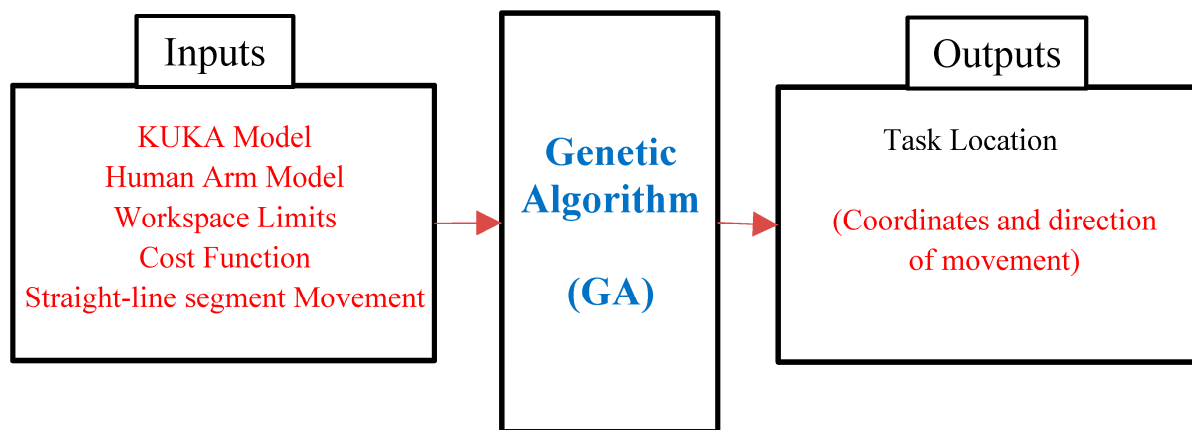 Inputs
KUKA Model
Human Arm Model
Workspace Limits
Cost Function
Straight-line segment Movement
Genetic
Algorithm
(GA)
Outputs
Task Location
(Coordinates and direction
of movement)